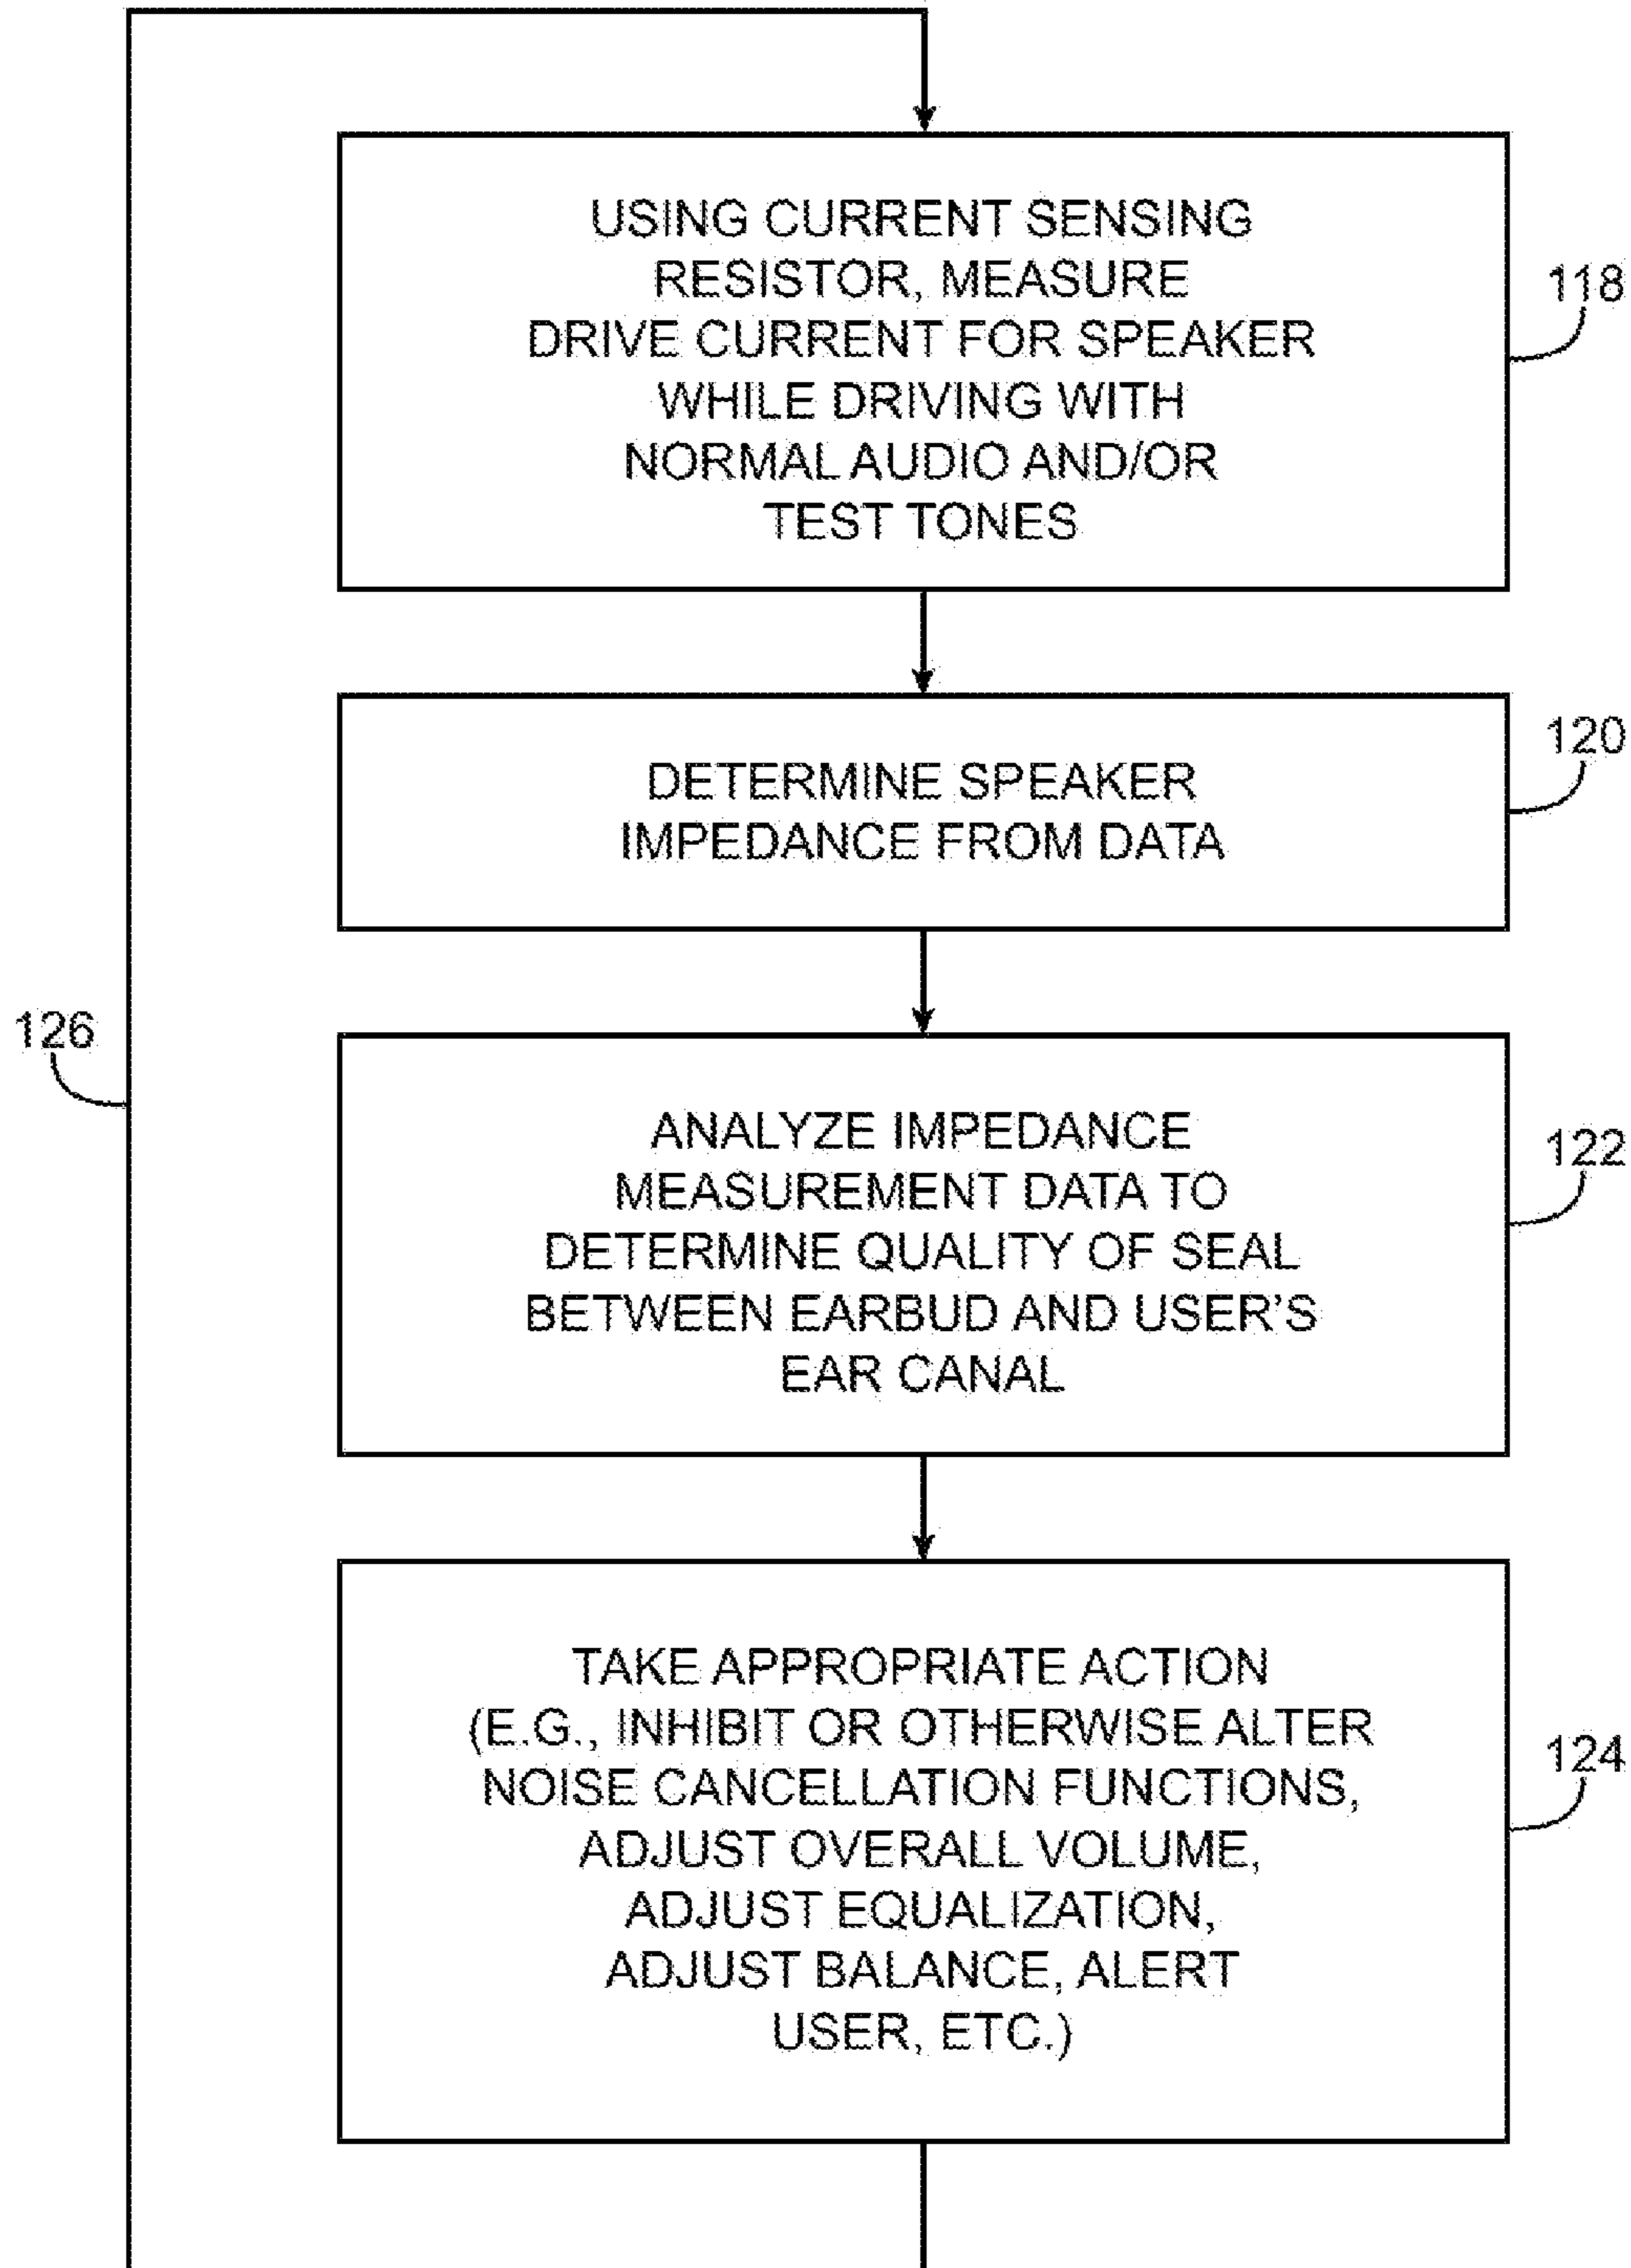 USING CURRENT SENSING
RESISTOR, MEASURE
DRIVE CURRENT FOR SPEAKER
WHILE DRIVING WITH
NORMAL AUDIO AND/OR
TEST TONES
118
DETERMINE SPEAKER
IMPEDANCE FROM DATA
120
126
ANALYZE IMPEDANCE
MEASUREMENT DATA TO
DETERMINE QUALITY OF SEAL
BETWEEN EARBUD AND USER’S
EAR CANAL
122
TAKE APPROPRIATE ACTION
(E.G., INHIBIT OR OTHERWISE ALTER
NOISE CANCELLATION FUNCTIONS,
ADJUST OVERALL VOLUME,
ADJUST EQUALIZATION,
ADJUST BALANCE, ALERT
USER, ETC.)
124